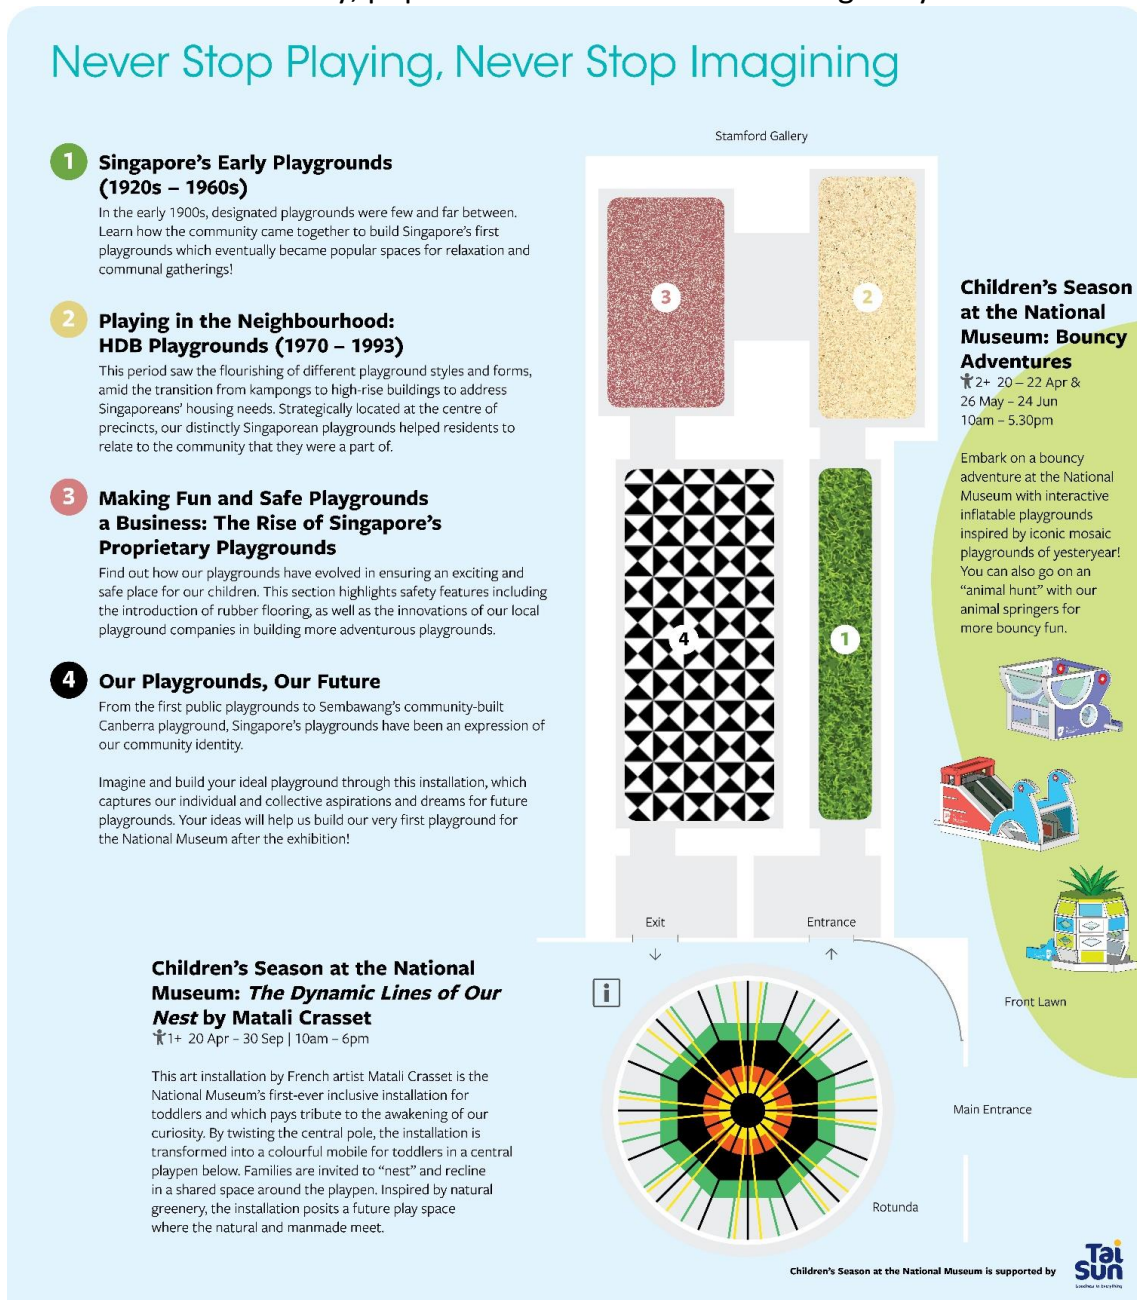 Never Stop Playing, Never Stop Imagining
1
Singapore's Early Playgrounds
(1920s – 1960s)
In the early 1900s, designated playgrounds were few and far between.
Learn how the community came together to build Singapore's first
playgrounds which eventually became popular spaces for relaxation and
communal gatherings!
2
Playing in the Neighbourhood:
HDB Playgrounds (1970 – 1993)
This period saw the flourishing of different playground styles and forms,
amid the transition from kampongs to high-rise buildings to address
Singaporeans' housing needs. Strategically located at the centre of
precincts, our distinctly Singaporean playgrounds helped residents to
relate to the community that they were a part of.
3
Making Fun and Safe Playgrounds
a Business: The Rise of Singapore's
Proprietary Playgrounds
Find out how our playgrounds have evolved in ensuring an exciting and
safe place for our children. This section highlights safety features including
the introduction of rubber flooring, as well as the innovations of our local
playground companies in building more adventurous playgrounds.
4
Our Playgrounds, Our Future
From the first public playgrounds to Sembawang's community-built
Canberra playground, Singapore's playgrounds have been an expression of
our community identity.
Imagine and build your ideal playground through this installation, which
captures our individual and collective aspirations and dreams for future
playgrounds. Your ideas will help us build our very first playground for
the National Museum after the exhibition!
Stamford Gallery
3
2
4
1
Exit
Entrance
Children's Season
at the National
Museum: Bouncy
Adventures
2+ 20 – 22 Apr &
26 May – 24 Jun
10am – 5.30pm
Embark on a bouncy
adventure at the National
Museum with interactive
inflatable playgrounds
inspired by iconic mosaic
playgrounds of yesteryear!
You can also go on an
"animal hunt" with our
animal springers for
more bouncy fun.
Front Lawn
Children's Season at the National
Museum: The Dynamic Lines of Our
Nest by Matali Crasset
1+ 20 Apr – 30 Sep | 10am – 6pm
This art installation by French artist Matali Crasset is the
National Museum's first-ever inclusive installation for
toddlers and which pays tribute to the awakening of our
curiosity. By twisting the central pole, the installation is
transformed into a colourful mobile for toddlers in a central
playpen below. Families are invited to "nest" and recline
in a shared space around the playpen. Inspired by natural
greenery, the installation posits a future play space
where the natural and manmade meet.
i
Main Entrance
Rotunda
Children's Season at the National Museum is supported by
Tai
Sun